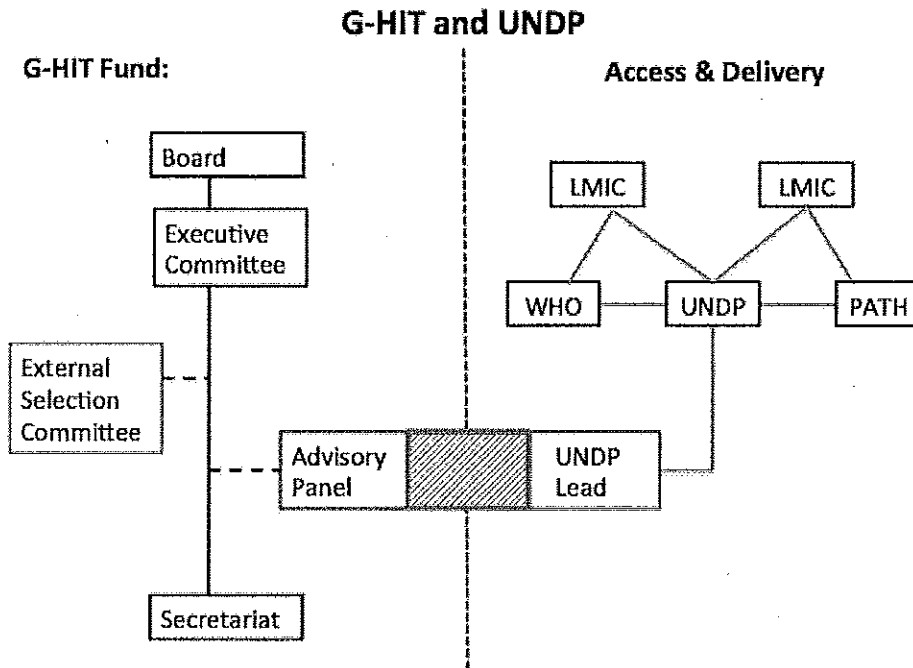 G-HIT and UNDP
G-HIT Fund:
Access & Delivery
Board
Executive
Committee
External
Selection
Committee
Advisory
Panel
Secretariat
LMIC
LMIC
WHO
UNDP
PATH
UNDP
Lead